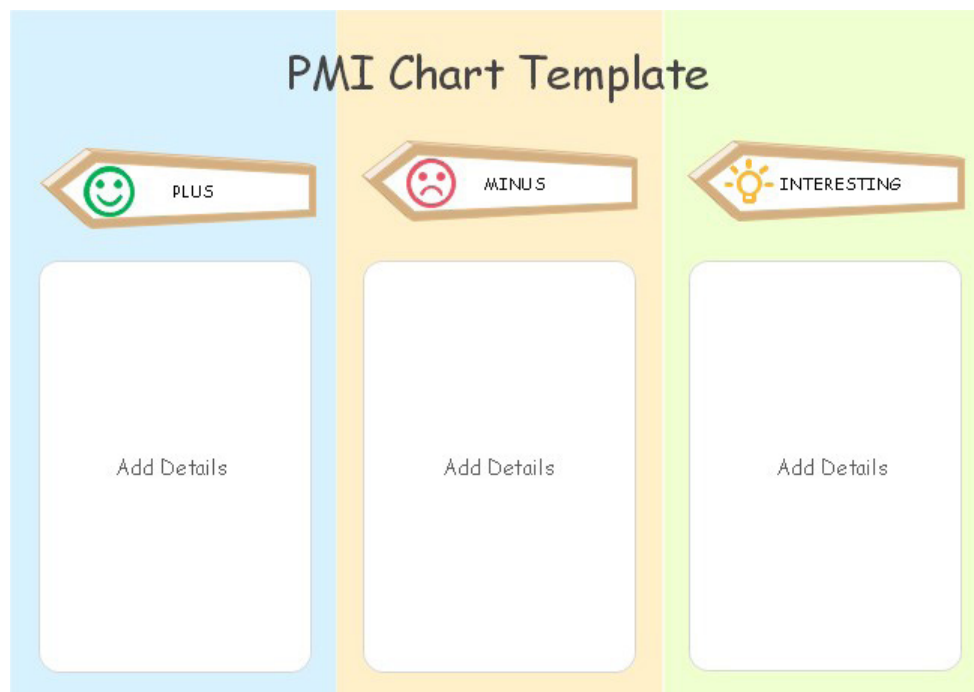 PMI Chart Template
PLUS
MINUS
INTERESTING
Add Details
Add Details
Add Details